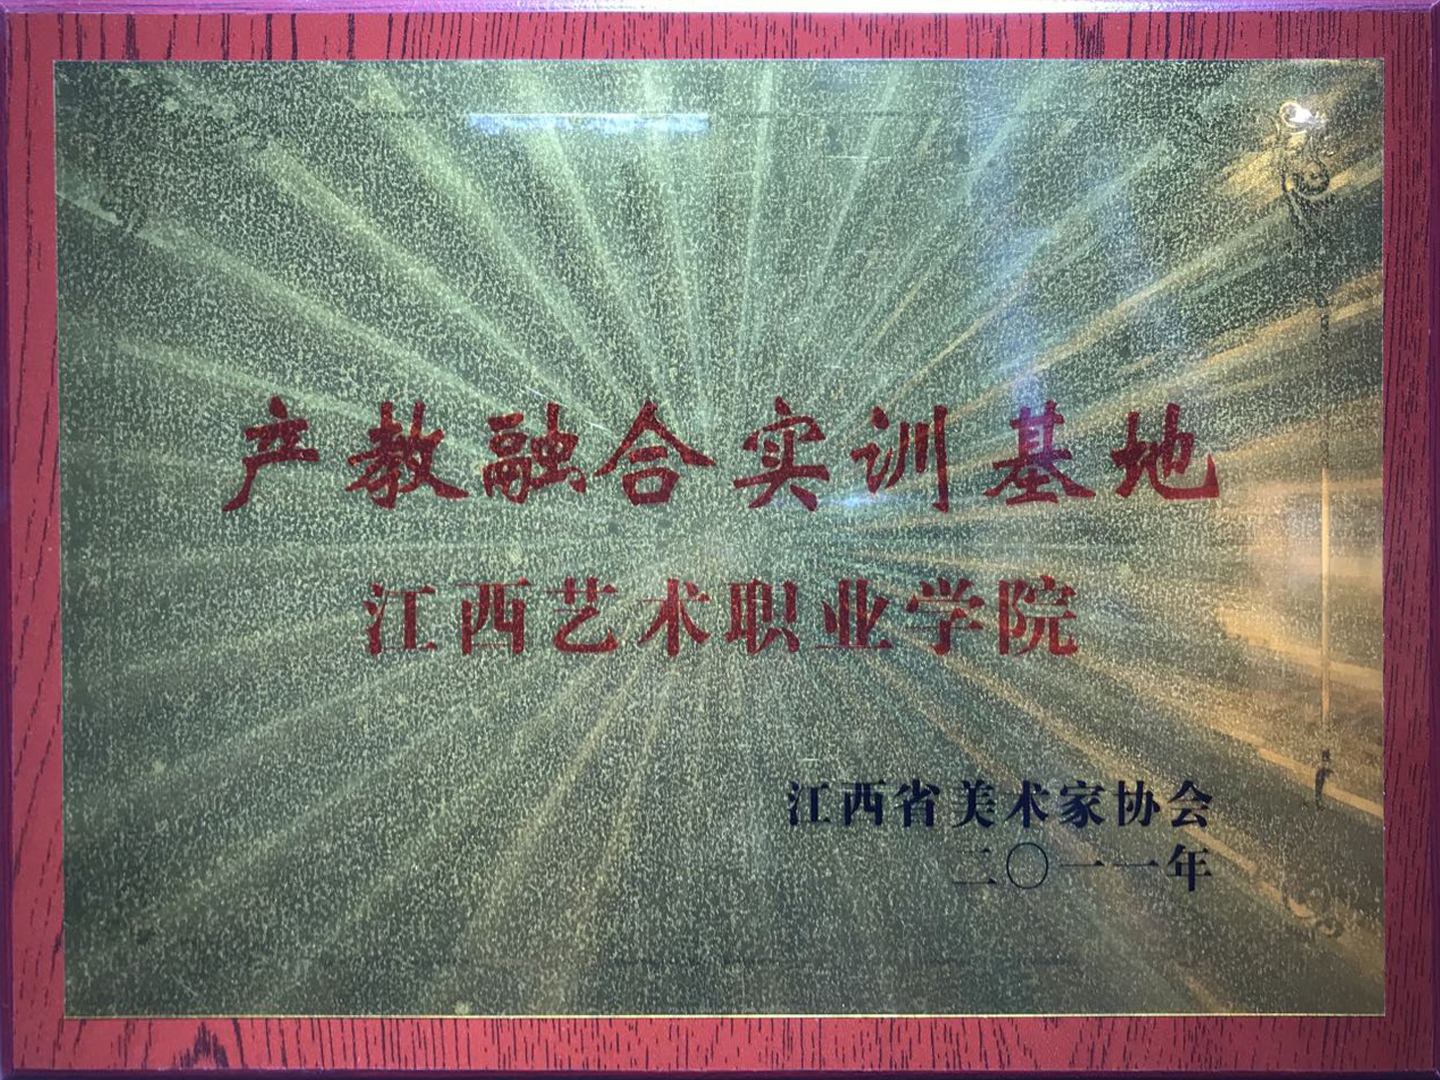 产教融合实训基地
江西艺术职业学院
江西省美术家协会
二〇一一年